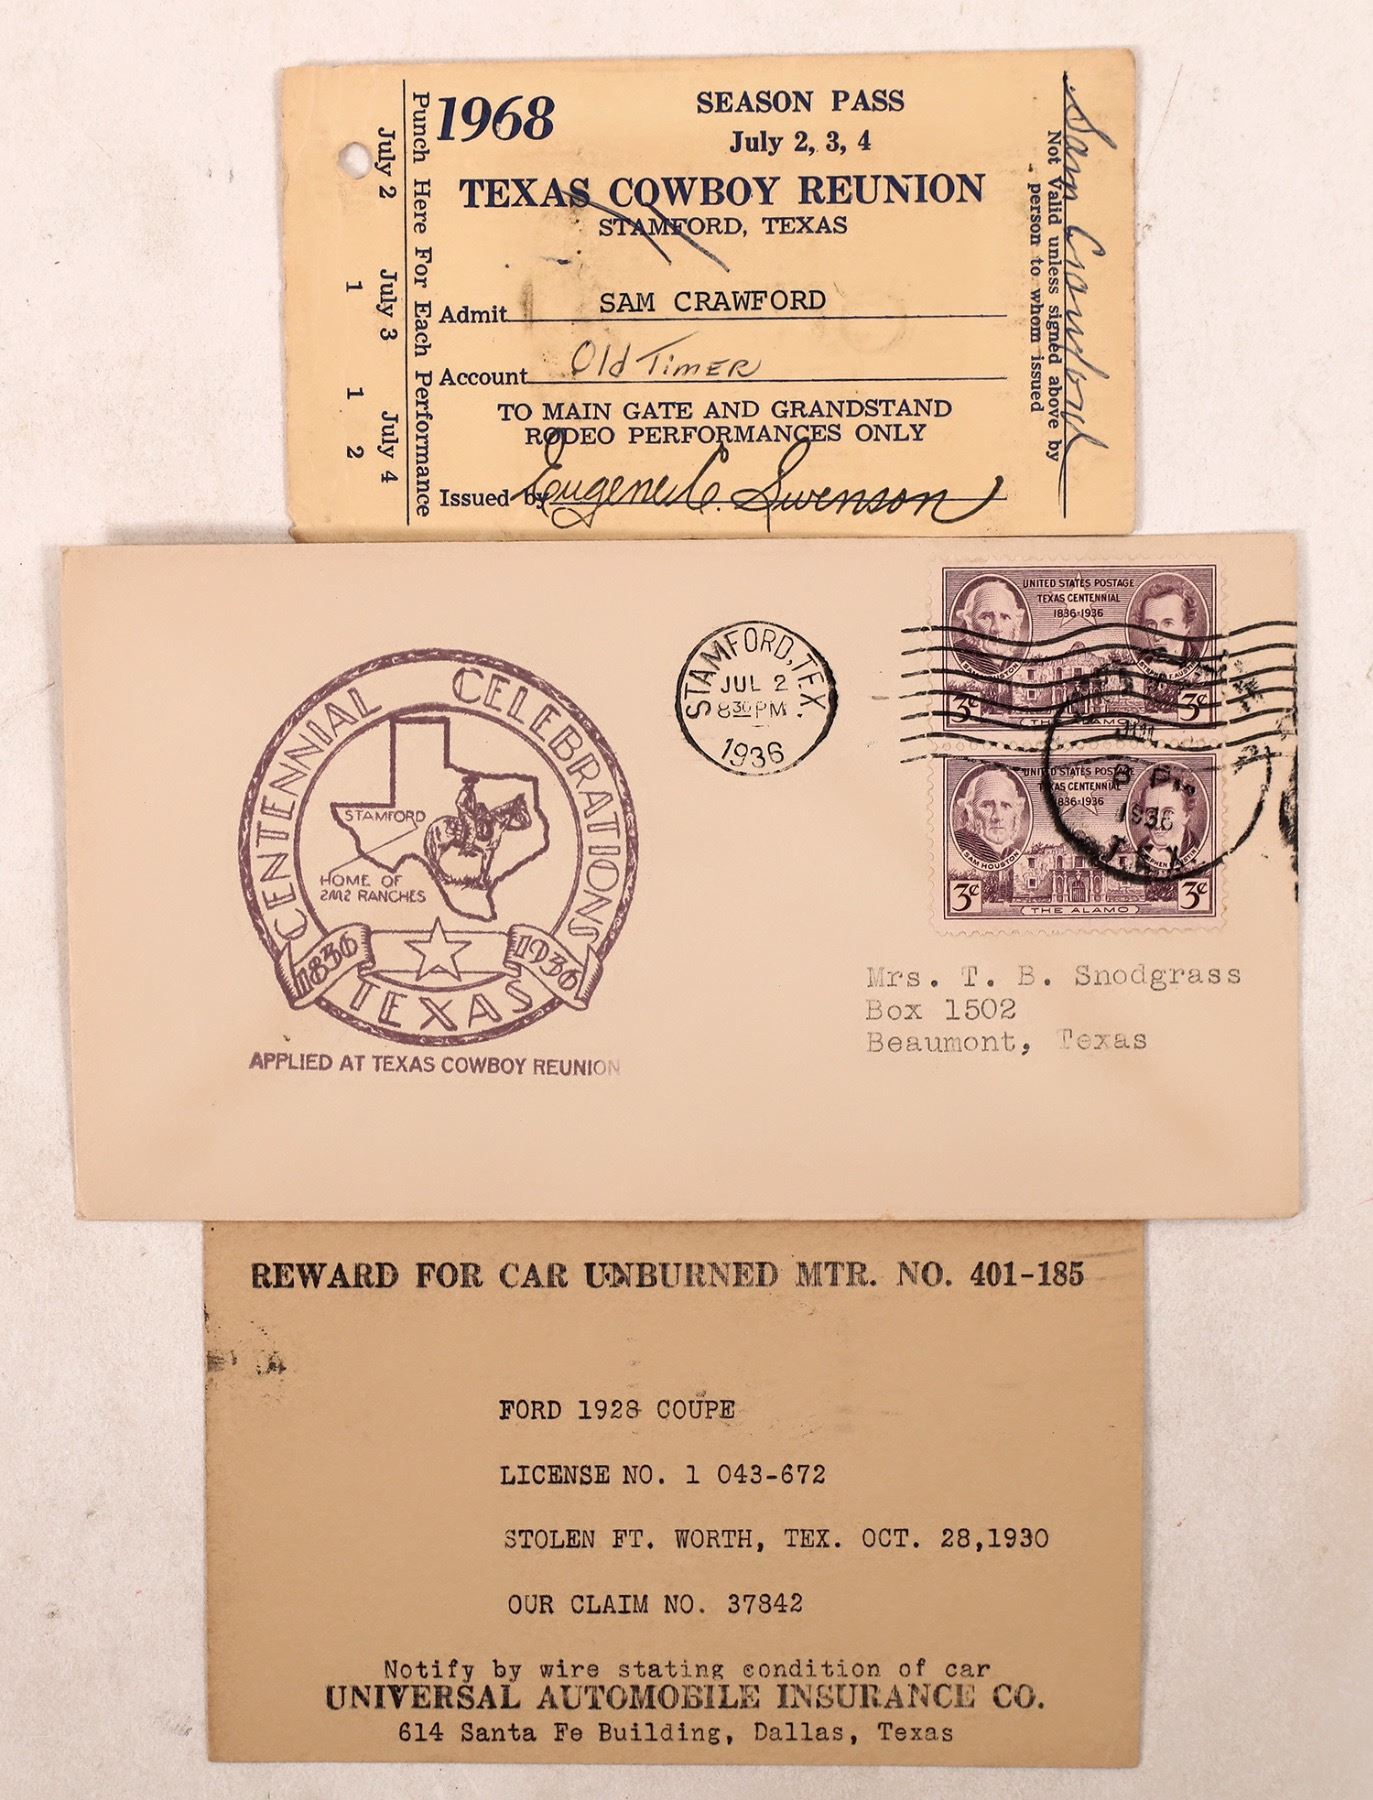 1968
SEASON PASS
July 2, 3, 4
TEXAS COWBOY REUNION
STAMFORD, TEXAS
Admit SAM CRAWFORD
Account Old Timer
TO MAIN GATE AND GRANDSTAND
RODEO PERFORMANCES ONLY
Issued by Eugene C. Swenson
Punch Here For Each Performance
July 2 July 3 July 4
1 1 2
Sam Crawford
Not valid unless signed above by
person to whom issued
CENTENNIAL CELEBRATIONS
STAMFORD
HOME OF
SMS RANCHES
1836 1936
TEXAS
APPLIED AT TEXAS COWBOY REUNION
STAMFORD, TEX
JUL 2
8 30 PM
1936
UNITED STATES POSTAGE
TEXAS CENTENNIAL
1836-1936
SAM HOUSTON
3¢ 3¢
(THE ALAMO)
UNITED STATES POSTAGE
TEXAS CENTENNIAL
1836-1936
SAM HOUSTON
3¢ 3¢
(THE ALAMO)
1936
TEX
Mrs. T. B. Snodgrass
Box 1502
Beaumont, Texas
REWARD FOR CAR UNBURNED MTR. NO. 401-185
FORD 1928 COUPE
LICENSE NO. 1 043-672
STOLEN FT. WORTH, TEX. OCT. 28,1930
OUR CLAIM NO. 37842
Notify by wire stating condition of car
UNIVERSAL AUTOMOBILE INSURANCE CO.
614 Santa Fe Building, Dallas, Texas